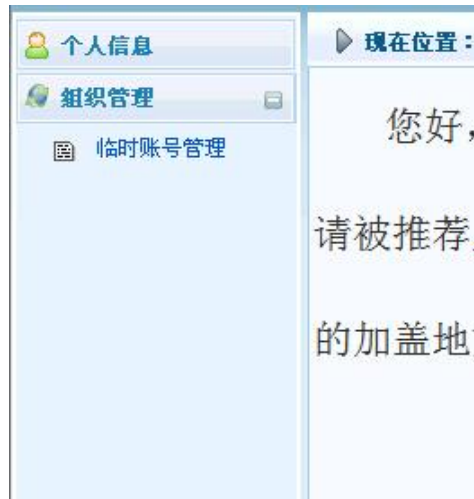 个人信息
组织管理
临时账号管理
现在位置：
您好，
请被推荐
的加盖地